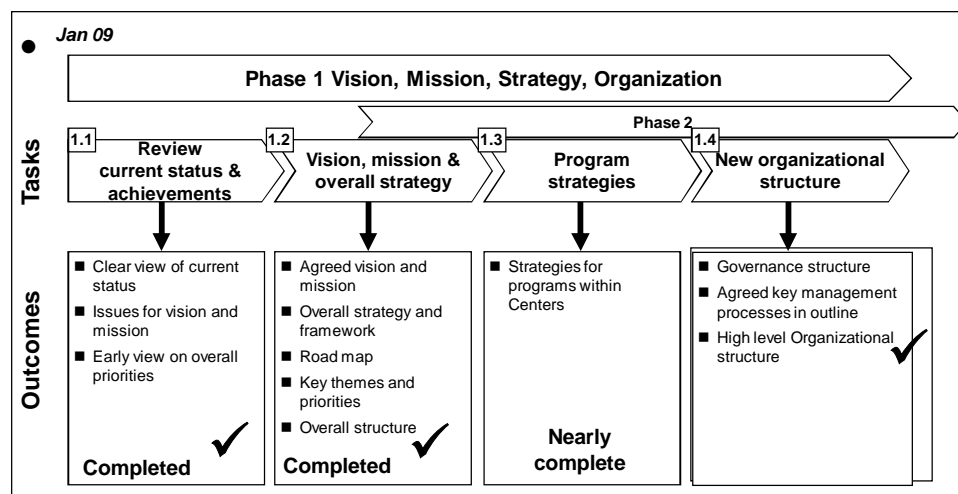 Jan 09
Phase 1 Vision, Mission, Strategy, Organization
Phase 2
Tasks
1.1
Review
current status &
achievements
1.2
Vision, mission &
overall strategy
1.3
Program
strategies
1.4
New organizational
structure
Outcomes
■ Clear view of current
status
■ Issues for vision and
mission
■ Early view on overall
priorities
Completed
■ Agreed vision and
mission
■ Overall strategy and
framework
■ Road map
■ Key themes and
priorities
■ Overall structure
Completed
■ Strategies for
programs within
Centers
Nearly
complete
■ Governance structure
■ Agreed key management
processes in outline
■ High level Organizational
structure